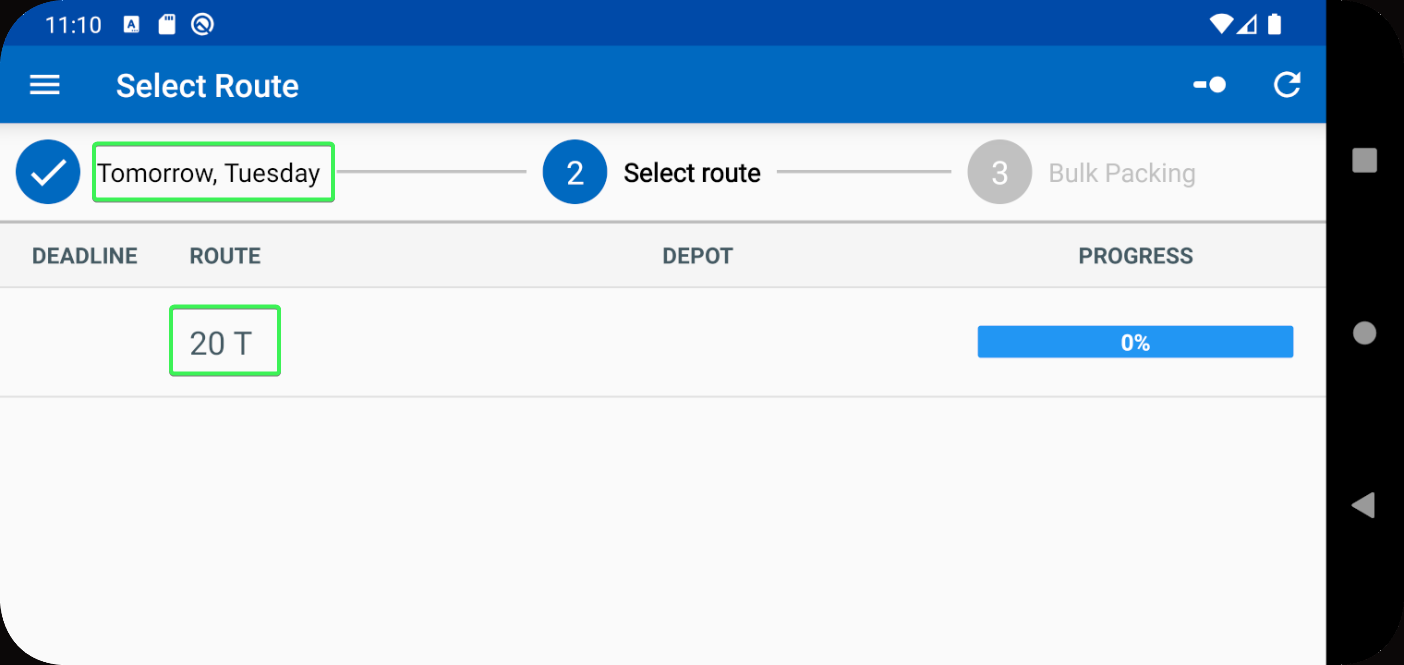 11:10
Select Route
Tomorrow, Tuesday 2 Select route 3 Bulk Packing
DEADLINE ROUTE DEPOT PROGRESS
20 T 0%